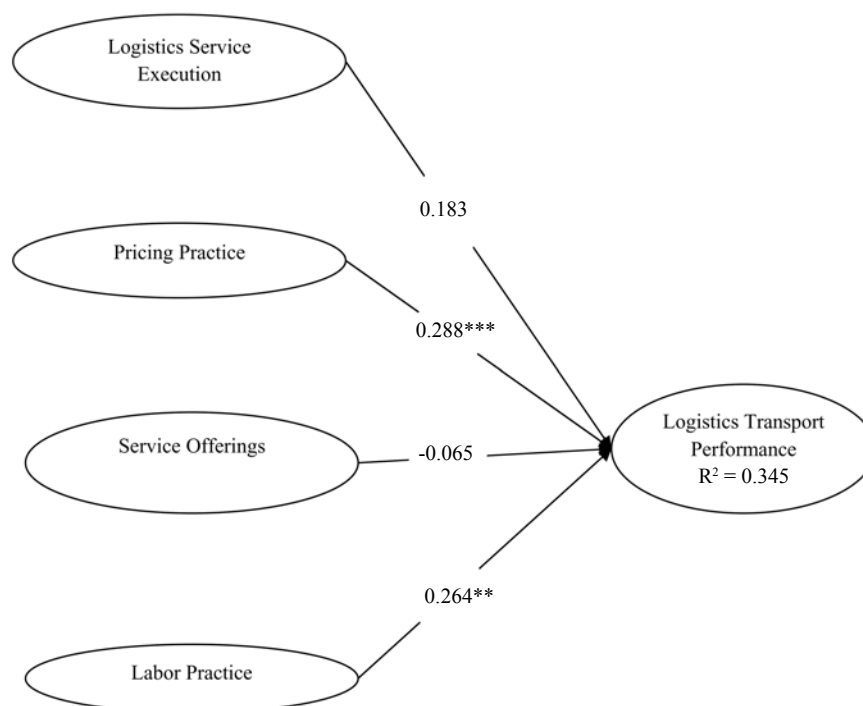 Logistics Service
Execution
0.183
Pricing Practice
0.288***
Service Offerings
-0.065
Logistics Transport
Performance
R² = 0.345
0.264**
Labor Practice